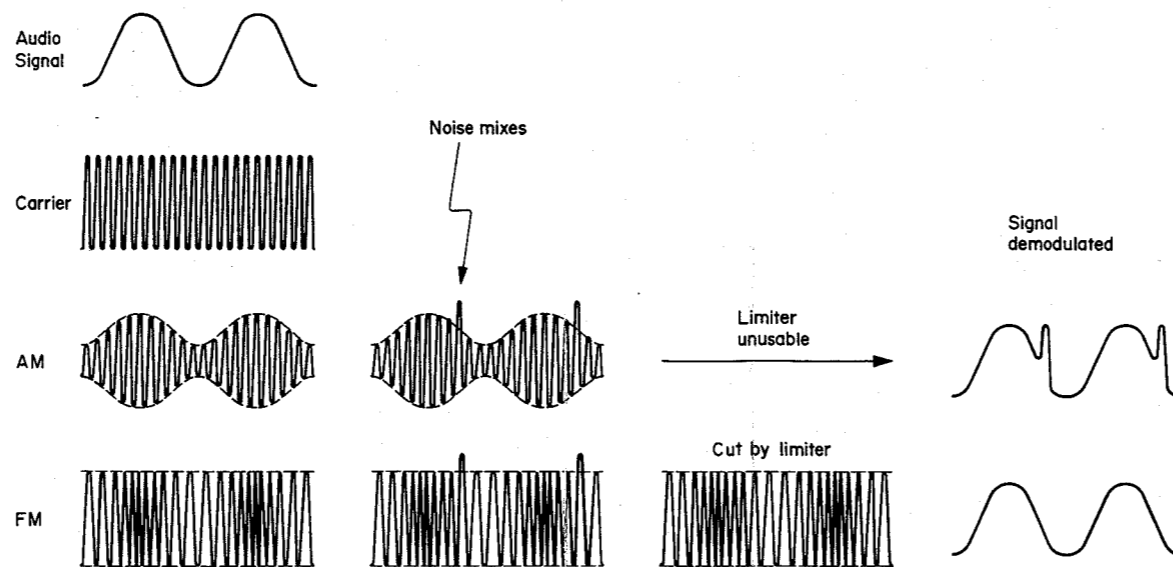 Audio
Signal
Noise mixes
Carrier
Signal
demodulated
Limiter
unusable
AM
Cut by limiter
FM